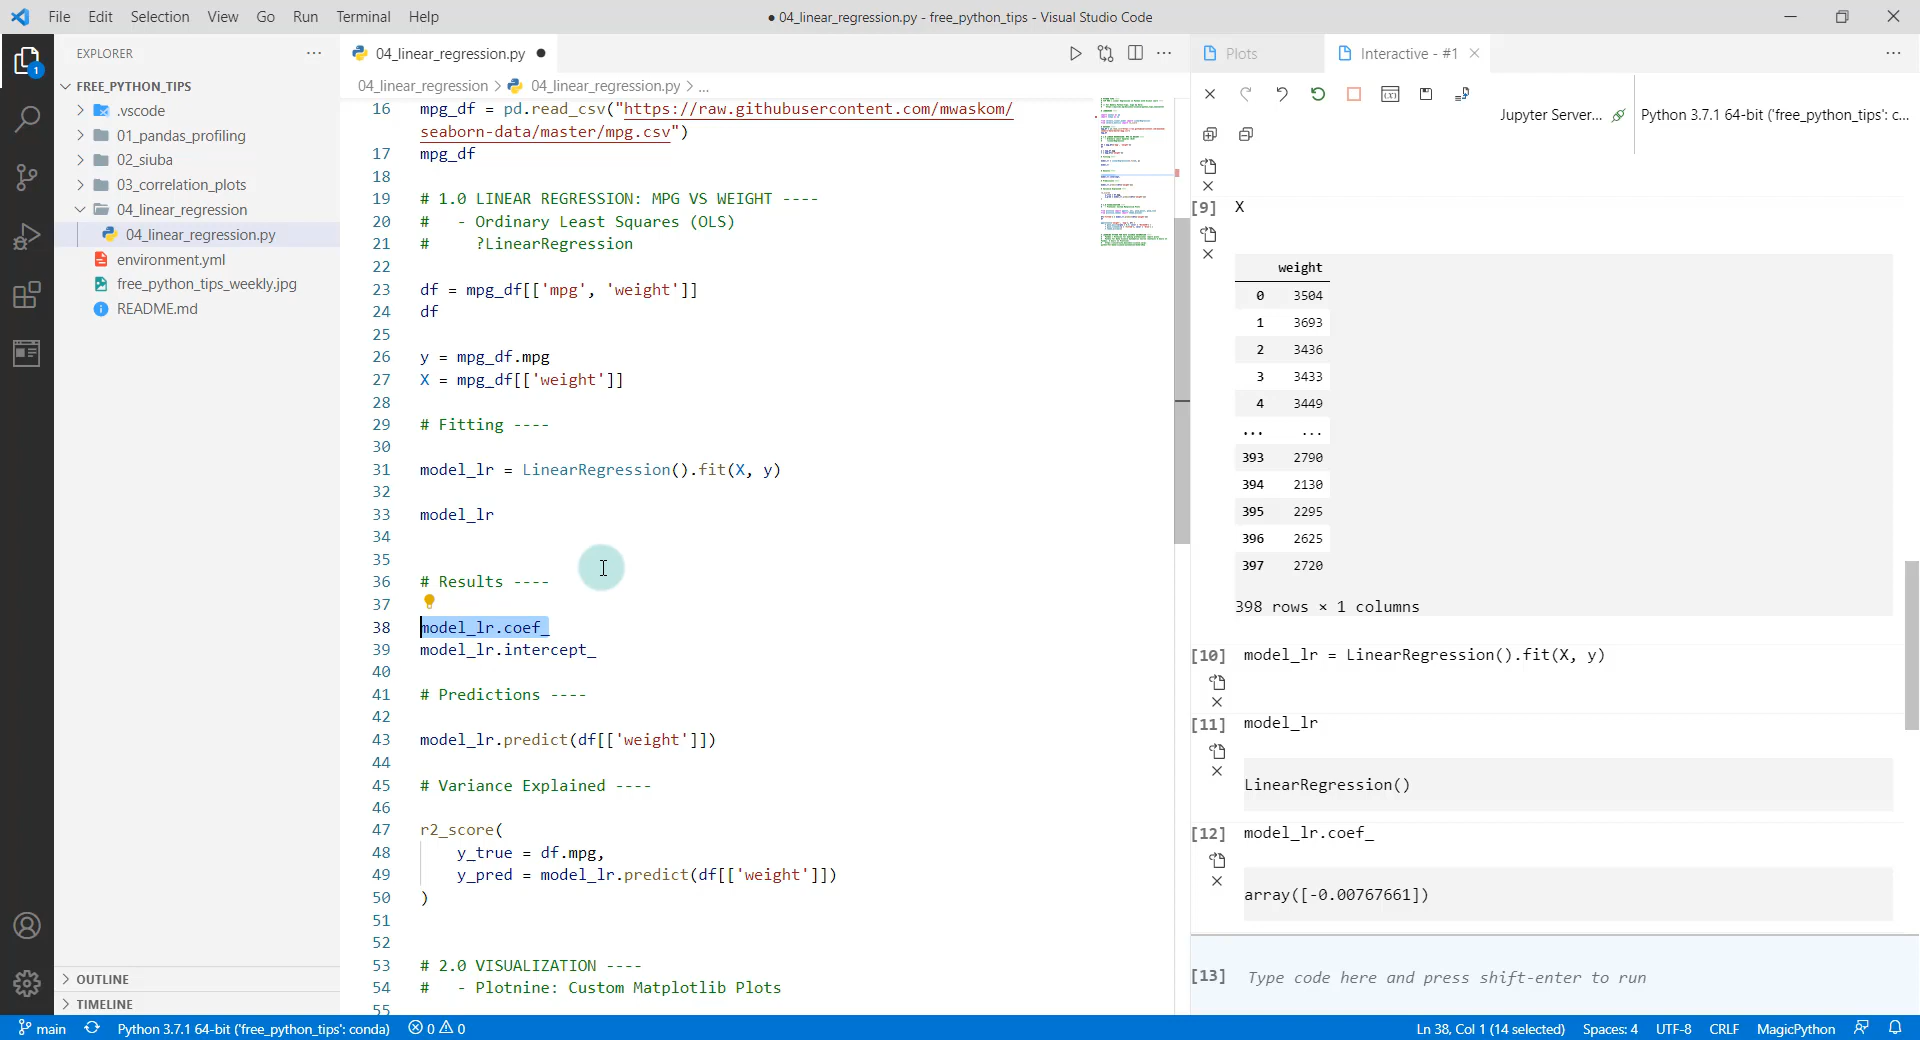 File Edit Selection View Go Run Terminal Help
● 04_linear_regression.py - free_python_tips - Visual Studio Code
EXPLORER
FREE_PYTHON_TIPS
.vscode
01_pandas_profiling
02_siuba
03_correlation_plots
04_linear_regression
04_linear_regression.py
environment.yml
free_python_tips_weekly.jpg
README.md
OUTLINE
TIMELINE
1
04_linear_regression.py ●
04_linear_regression > 04_linear_regression.py > ...
16 mpg_df = pd.read_csv("https://raw.githubusercontent.com/mwaskom/
seaborn-data/master/mpg.csv")
17 mpg_df
18
19 # 1.0 LINEAR REGRESSION: MPG VS WEIGHT ----
20 #   - Ordinary Least Squares (OLS)
21 #     ?LinearRegression
22
23 df = mpg_df[['mpg', 'weight']]
24 df
25
26 y = mpg_df.mpg
27 X = mpg_df[['weight']]
28
29 # Fitting ----
30
31 model_lr = LinearRegression().fit(X, y)
32
33 model_lr
34
35
36 # Results ----
37
38 model_lr.coef_
39 model_lr.intercept_
40
41 # Predictions ----
42
43 model_lr.predict(df[['weight']])
44
45 # Variance Explained ----
46
47 r2_score(
48     y_true = df.mpg,
49     y_pred = model_lr.predict(df[['weight']])
50 )
51
52
53 # 2.0 VISUALIZATION ----
54 #   - Plotnine: Custom Matplotlib Plots
55
Plots
Interactive - #1
Jupyter Server... Python 3.7.1 64-bit ('free_python_tips': c...
[9] X
weight
0 3504
1 3693
2 3436
3 3433
4 3449
... ...
393 2790
394 2130
395 2295
396 2625
397 2720
398 rows × 1 columns
[10] model_lr = LinearRegression().fit(X, y)
[11] model_lr
LinearRegression()
[12] model_lr.coef_
array([-0.00767661])
[13] Type code here and press shift-enter to run
main Python 3.7.1 64-bit ('free_python_tips': conda) 0 0
Ln 38, Col 1 (14 selected) Spaces: 4 UTF-8 CRLF MagicPython